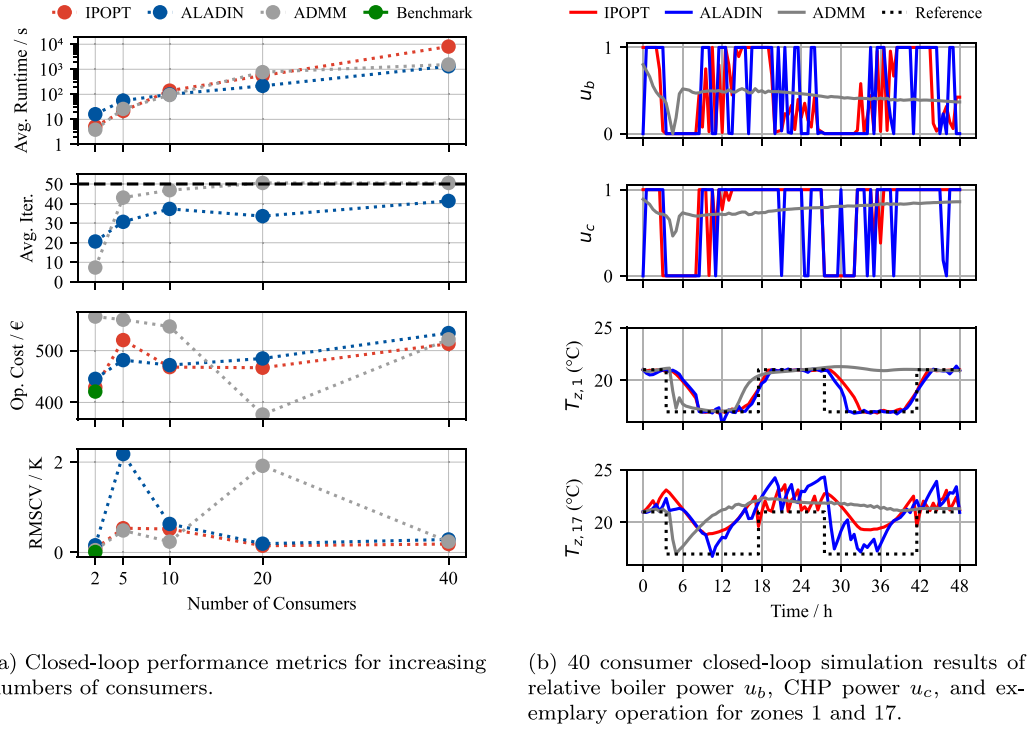 IPOPT ALADIN ADMM Benchmark
Avg. Runtime / s
10⁴
10³
10²
10
1
Avg. Iter.
50
40
30
20
10
0
Op. Cost / €
500
400
RMSCV / K
2
0
2 5 10 20 40
Number of Consumers
a) Closed-loop performance metrics for increasing
numbers of consumers.
IPOPT ALADIN ADMM Reference
u_b
1
0
u_c
1
0
T_{z,1} (°C)
25
20
T_{z,17} (°C)
25
20
0 6 12 18 24 30 36 42 48
Time / h
(b) 40 consumer closed-loop simulation results of
relative boiler power u_b, CHP power u_c, and ex-
emplary operation for zones 1 and 17.